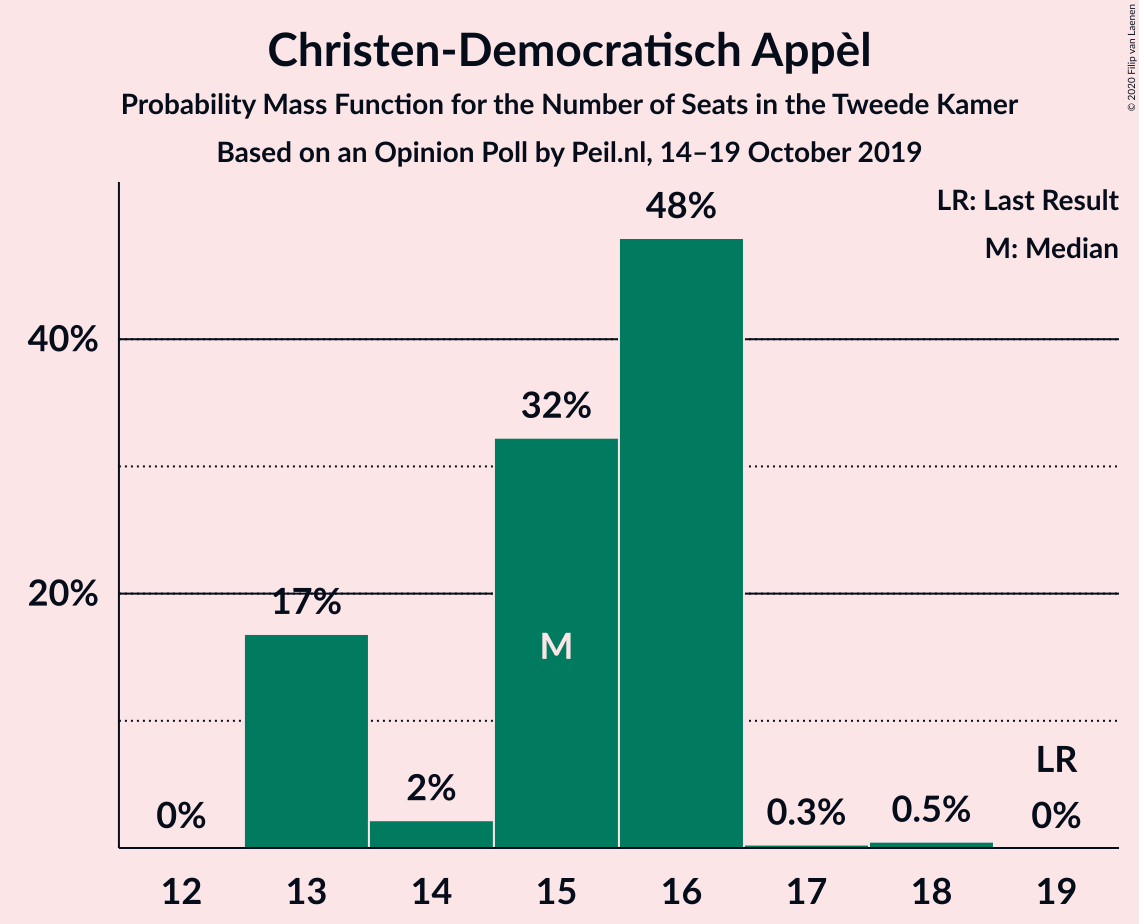 Christen-Democratisch Appèl
Probability Mass Function for the Number of Seats in the Tweede Kamer
Based on an Opinion Poll by Peil.nl, 14–19 October 2019
© 2020 Filip van Laenen
LR: Last Result
M: Median
40%
20%
0%
17%
2%
32%
48%
0.3%
0.5%
0%
M
LR
12 13 14 15 16 17 18 19